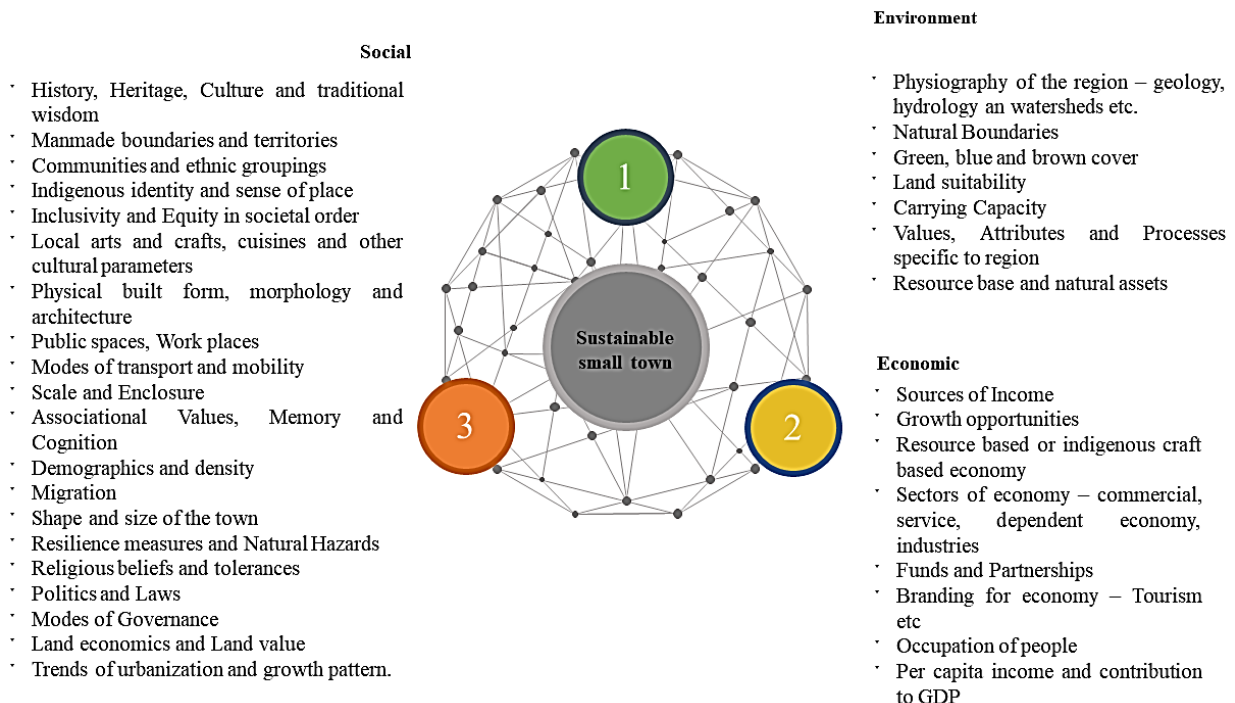 Social
History, Heritage, Culture and traditional
wisdom
Manmade boundaries and territories
Communities and ethnic groupings
Indigenous identity and sense of place
Inclusivity and Equity in societal order
Local arts and crafts, cuisines and other
cultural parameters
Physical built form, morphology and
architecture
Public spaces, Work places
Modes of transport and mobility
Scale and Enclosure
Associational Values, Memory and
Cognition
Demographics and density
Migration
Shape and size of the town
Resilience measures and Natural Hazards
Religious beliefs and tolerances
Politics and Laws
Modes of Governance
Land economics and Land value
Trends of urbanization and growth pattern.
1
Sustainable
small town
3
2
Environment
Physiography of the region – geology,
hydrology an watersheds etc.
Natural Boundaries
Green, blue and brown cover
Land suitability
Carrying Capacity
Values, Attributes and Processes
specific to region
Resource base and natural assets
Economic
Sources of Income
Growth opportunities
Resource based or indigenous craft
based economy
Sectors of economy – commercial,
service, dependent economy,
industries
Funds and Partnerships
Branding for economy – Tourism
etc
Occupation of people
Per capita income and contribution
to GDP